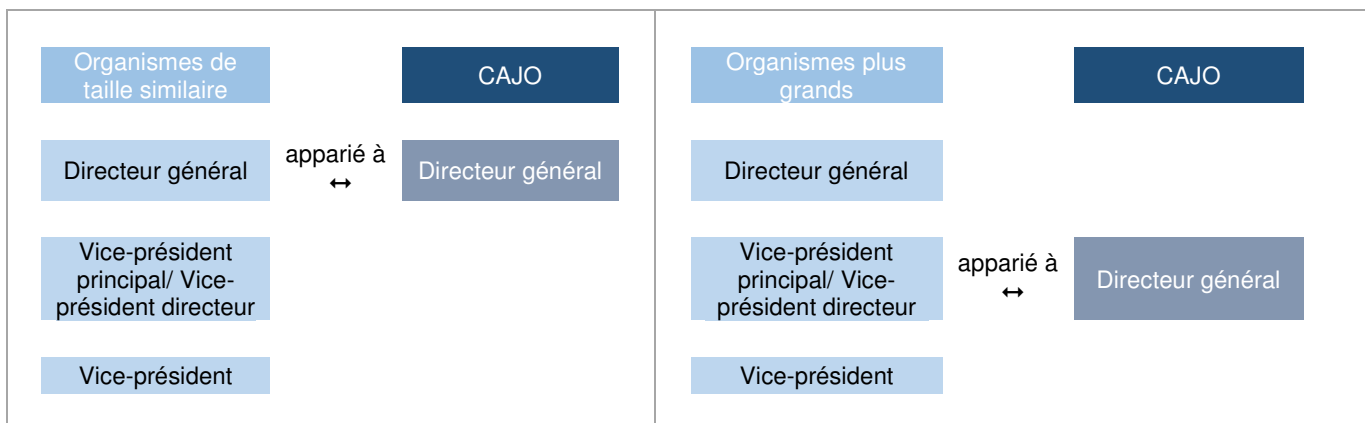 Organismes de
taille similaire
CAJO
Directeur général
apparié à
↔
Directeur général
Vice-président
principal/ Vice-
président directeur
Vice-président
Organismes plus
grands
CAJO
Directeur général
Vice-président
principal/ Vice-
président directeur
apparié à
↔
Directeur général
Vice-président